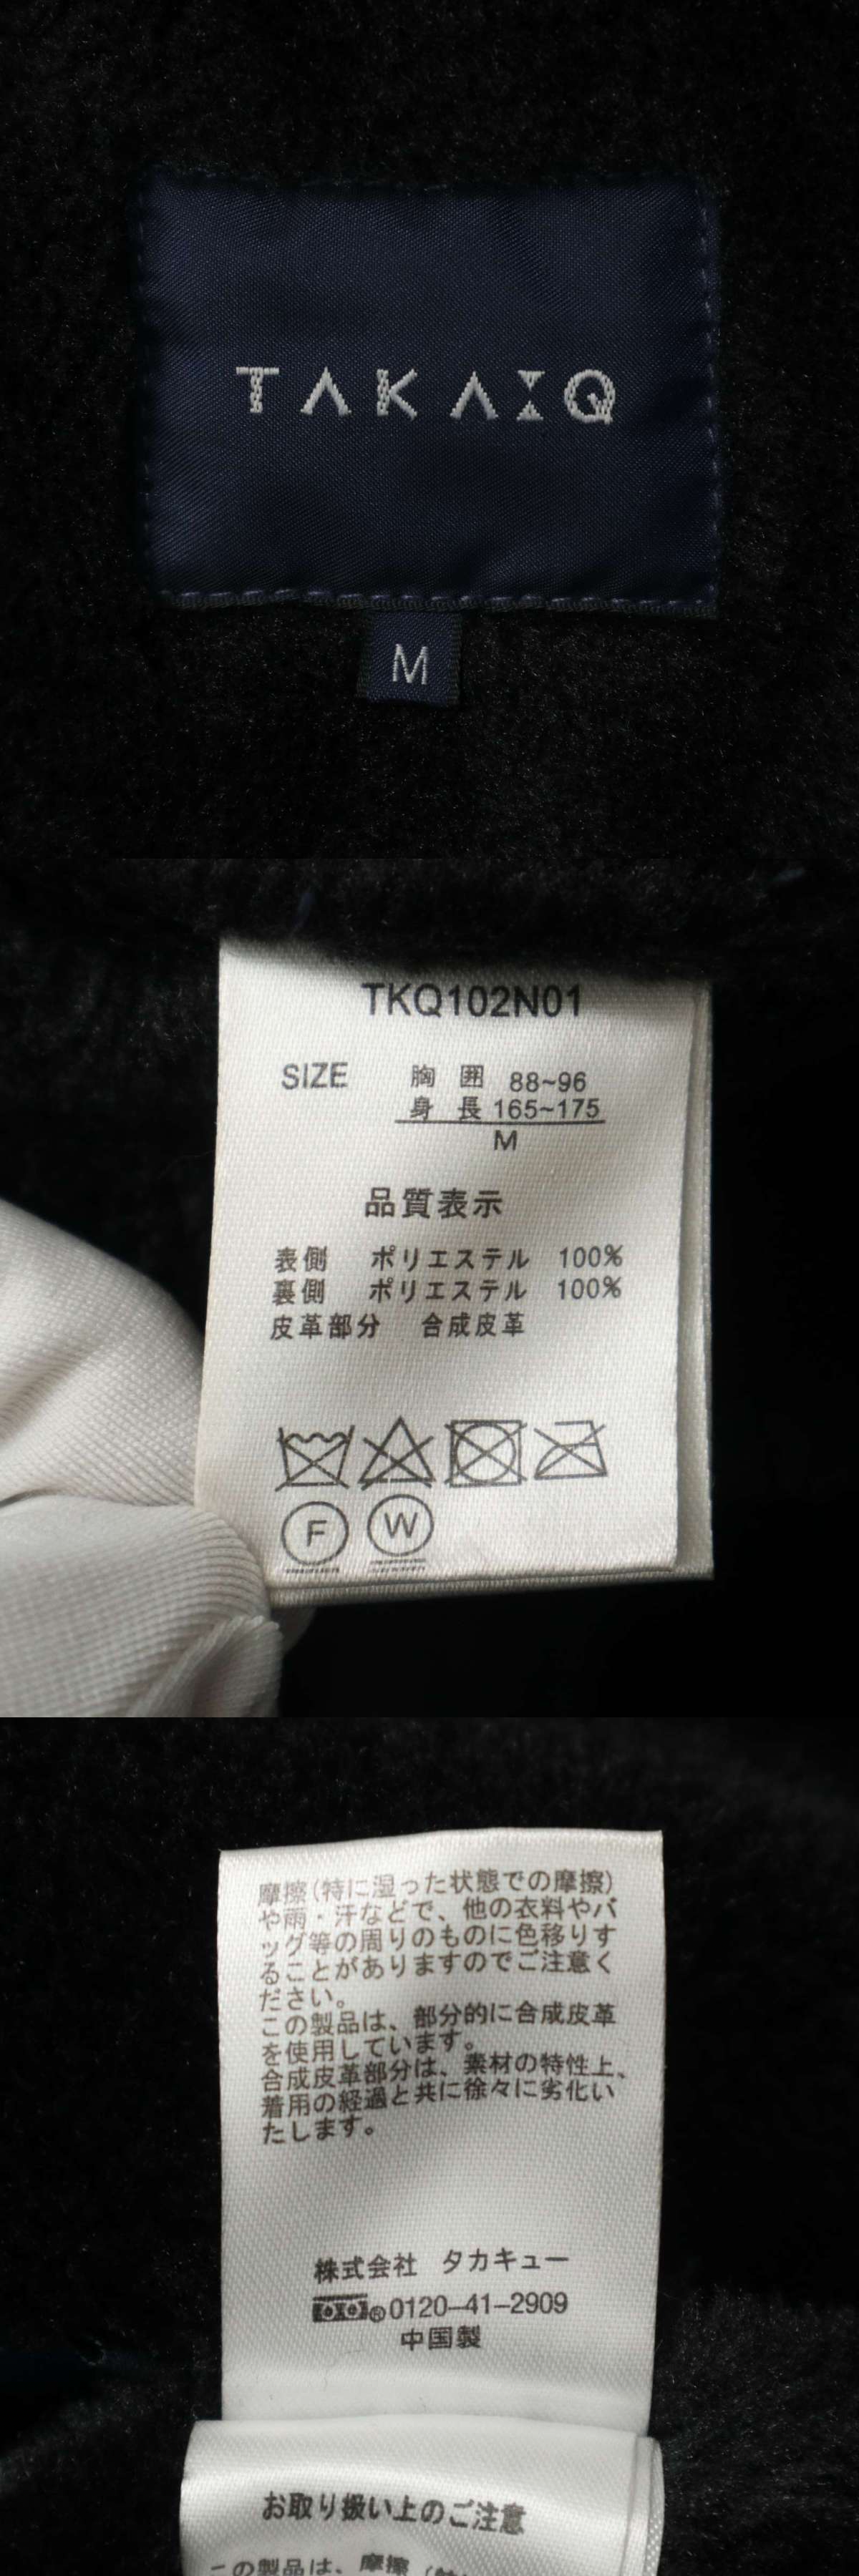 TAKA:Q
M
TKQ102N01
SIZE 胸囲 88~96
身長 165~175
M
品質表示
表側 ポリエステル 100%
裏側 ポリエステル 100%
皮革部分 合成皮革
F W
摩擦(特に湿った状態での摩擦)
や雨・汗などで、他の衣料やバ
ッグ等の周りのものに色移りす
ることがありますのでご注意く
ださい。
この製品は、部分的に合成皮革
を使用しています。
合成皮革部分は、素材の特性上、
着用の経過と共に徐々に劣化い
たします。
株式会社 タカキュー
®0120-41-2909
中国製
お取り扱い上のご注意
この製品は、摩擦(特